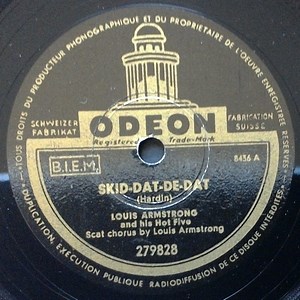 TOUS DROITS DU PRODUCTEUR PHONOGRAPHIQUE ET DU PROPRIETAIRE DE L'OEUVRE ENREGISTREE RÉSERVÉS
SCHWEIZER FABRIKAT
FABRICATION SUISSE
ODEON
Registered Trade-Mark
B.I.E.M.
8436 A
SKID-DAT-DE-DAT
(Hardin)
LOUIS ARMSTRONG
and his Hot Five
Scat chorus by Louis Armstrong
279828
DUPLICATION, EXÉCUTION PUBLIQUE RADIODIFFUSION DE CE DISQUE INTERDITES